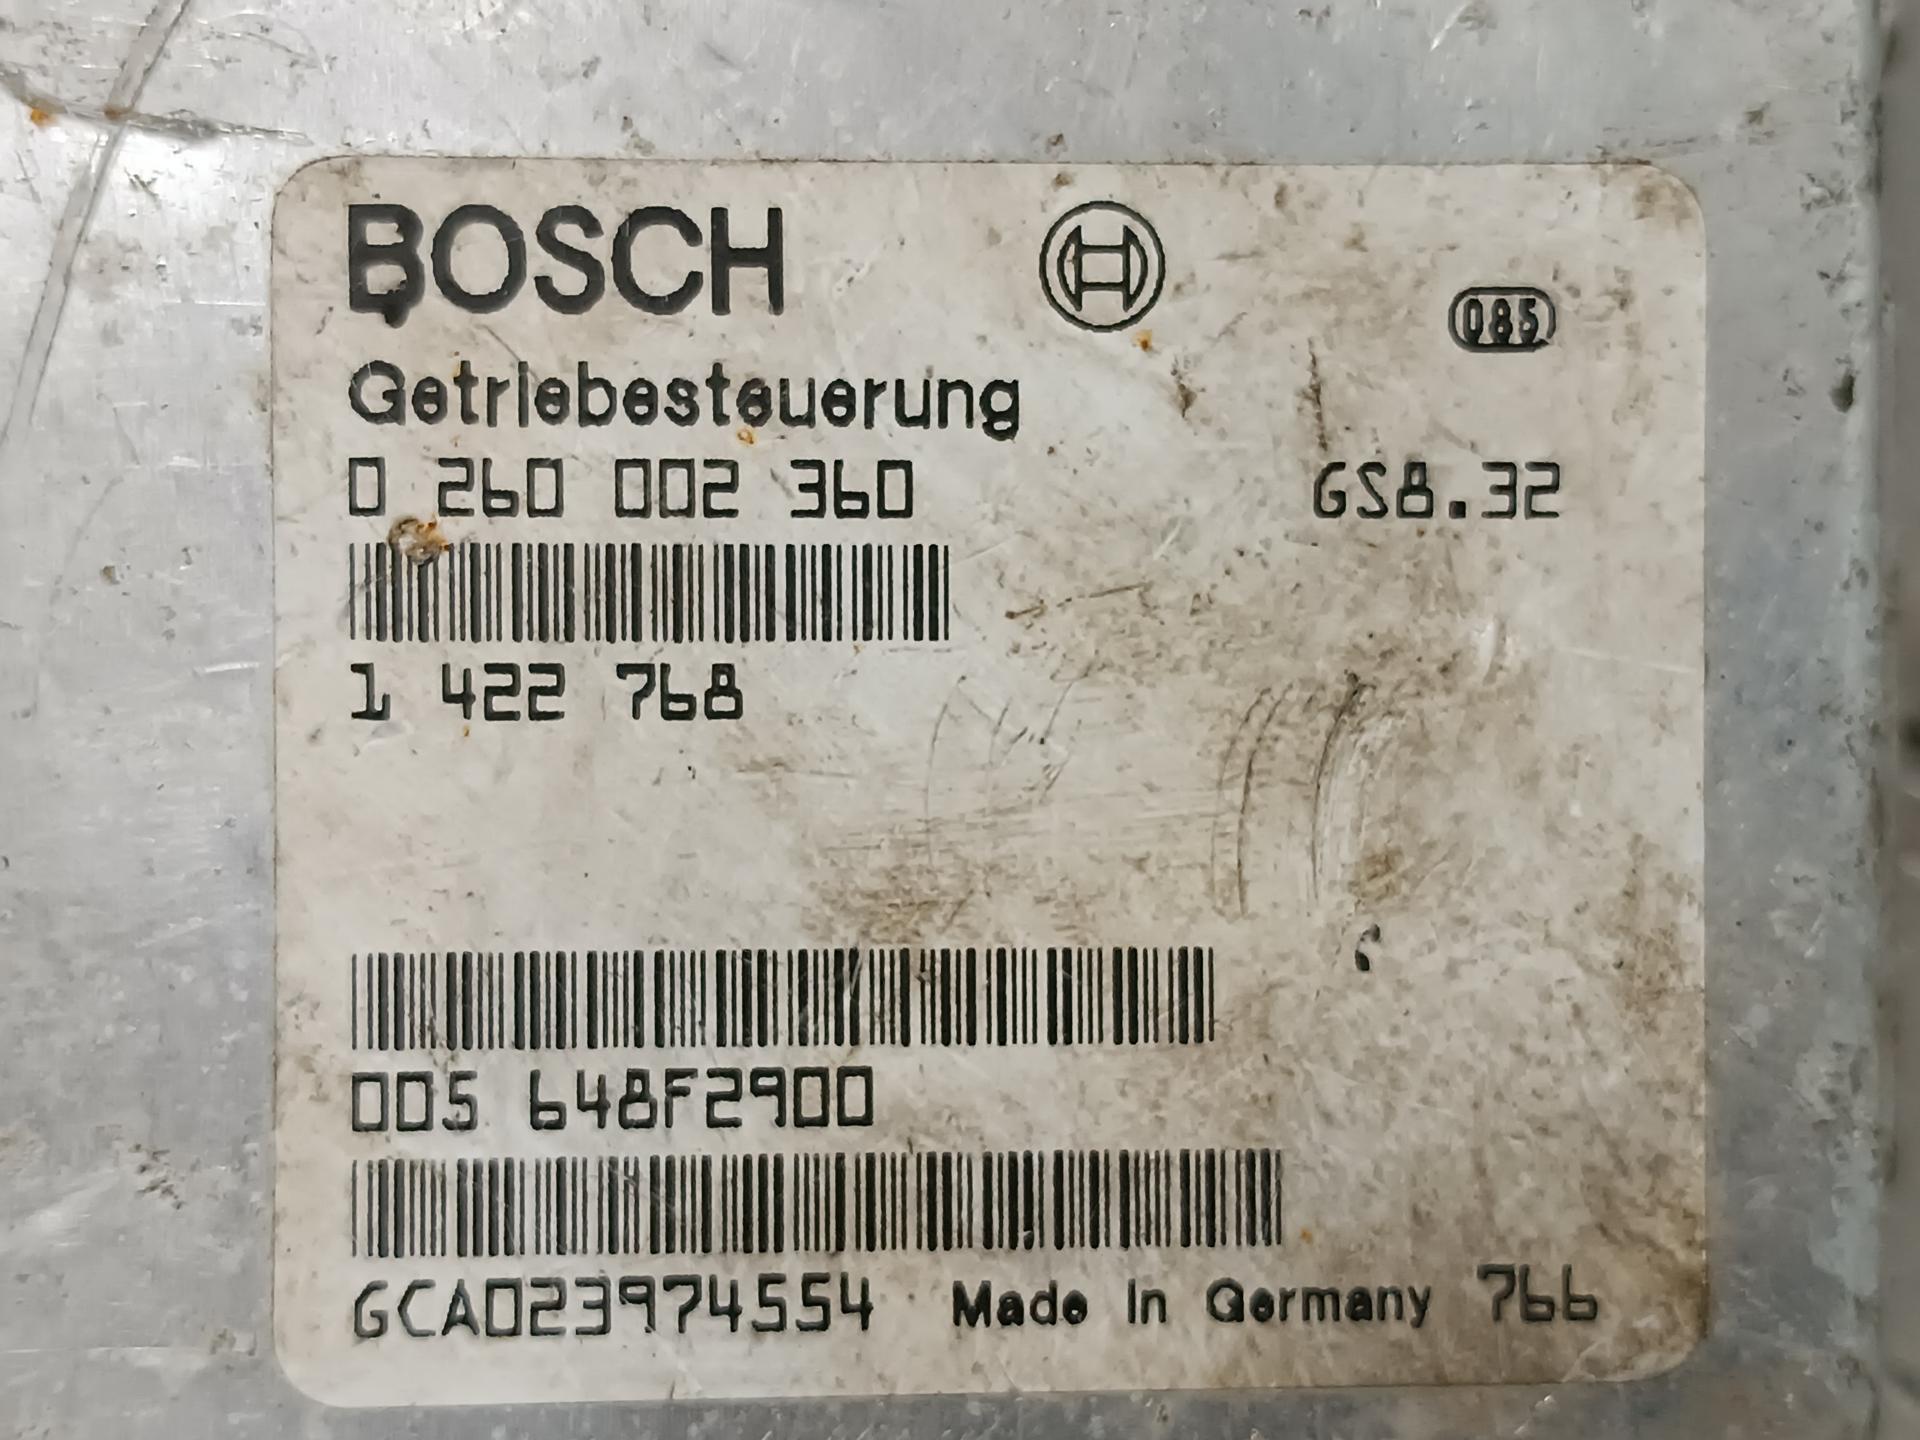 BOSCH
085
Getriebesteuerung
0 260 002 360 GS8.32
1 422 768
005 648F2900
GCA023974554 Made in Germany 766